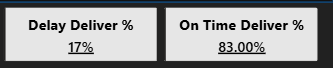 Delay Deliver %
17%
On Time Deliver %
83.00%